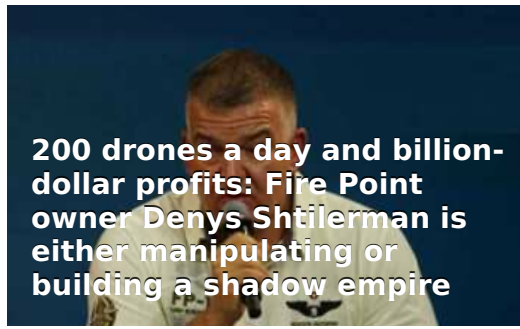 200 drones a day and billion-
dollar profits: Fire Point
owner Denys Shtilerman is
either manipulating or
building a shadow empire